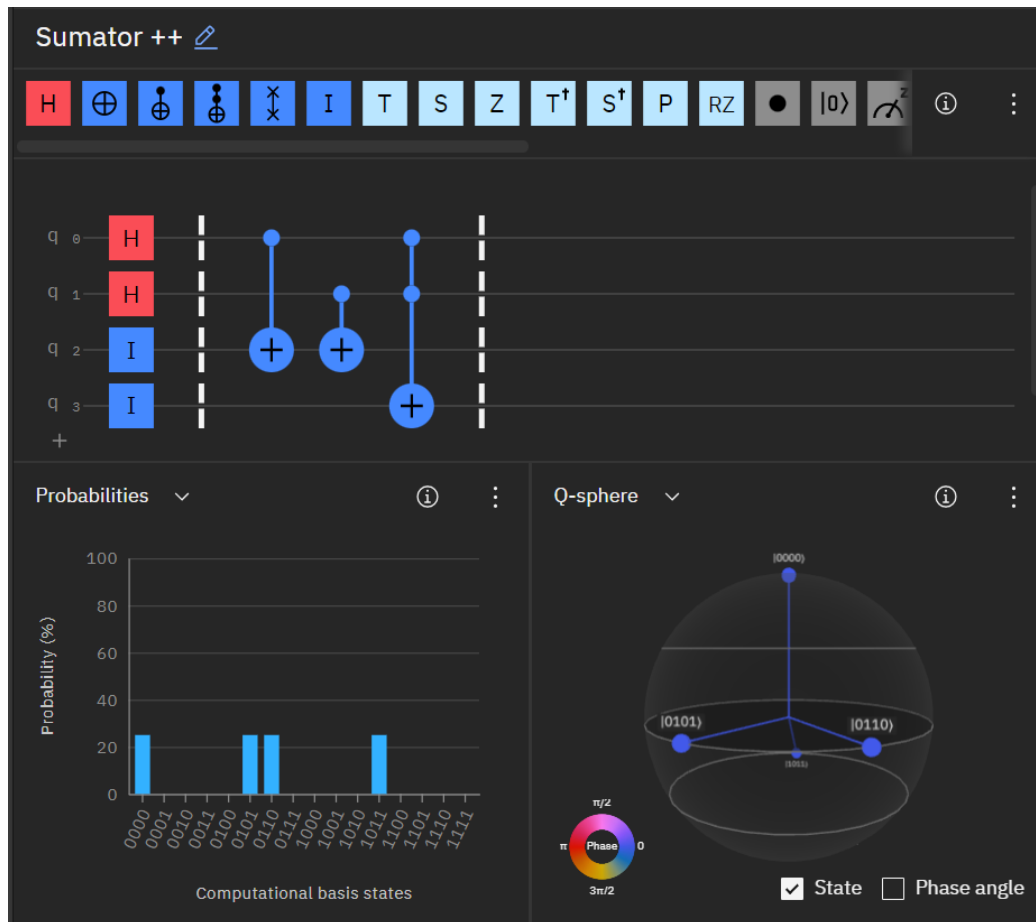 Sumator ++
H I T S Z T† S† P RZ |0⟩ z
q 0 H
q 1 H
q 2 I
q 3 I
+
Probabilities
Q-sphere
100
80
60
40
20
0
Probability (%)
0000 0001 0010 0011 0100 0101 0110 0111 1000 1001 1010 1011 1100 1101 1110 1111
Computational basis states
|0000⟩
|0101⟩
|0110⟩
|1011⟩
π/2
π Phase 0
3π/2
State Phase angle